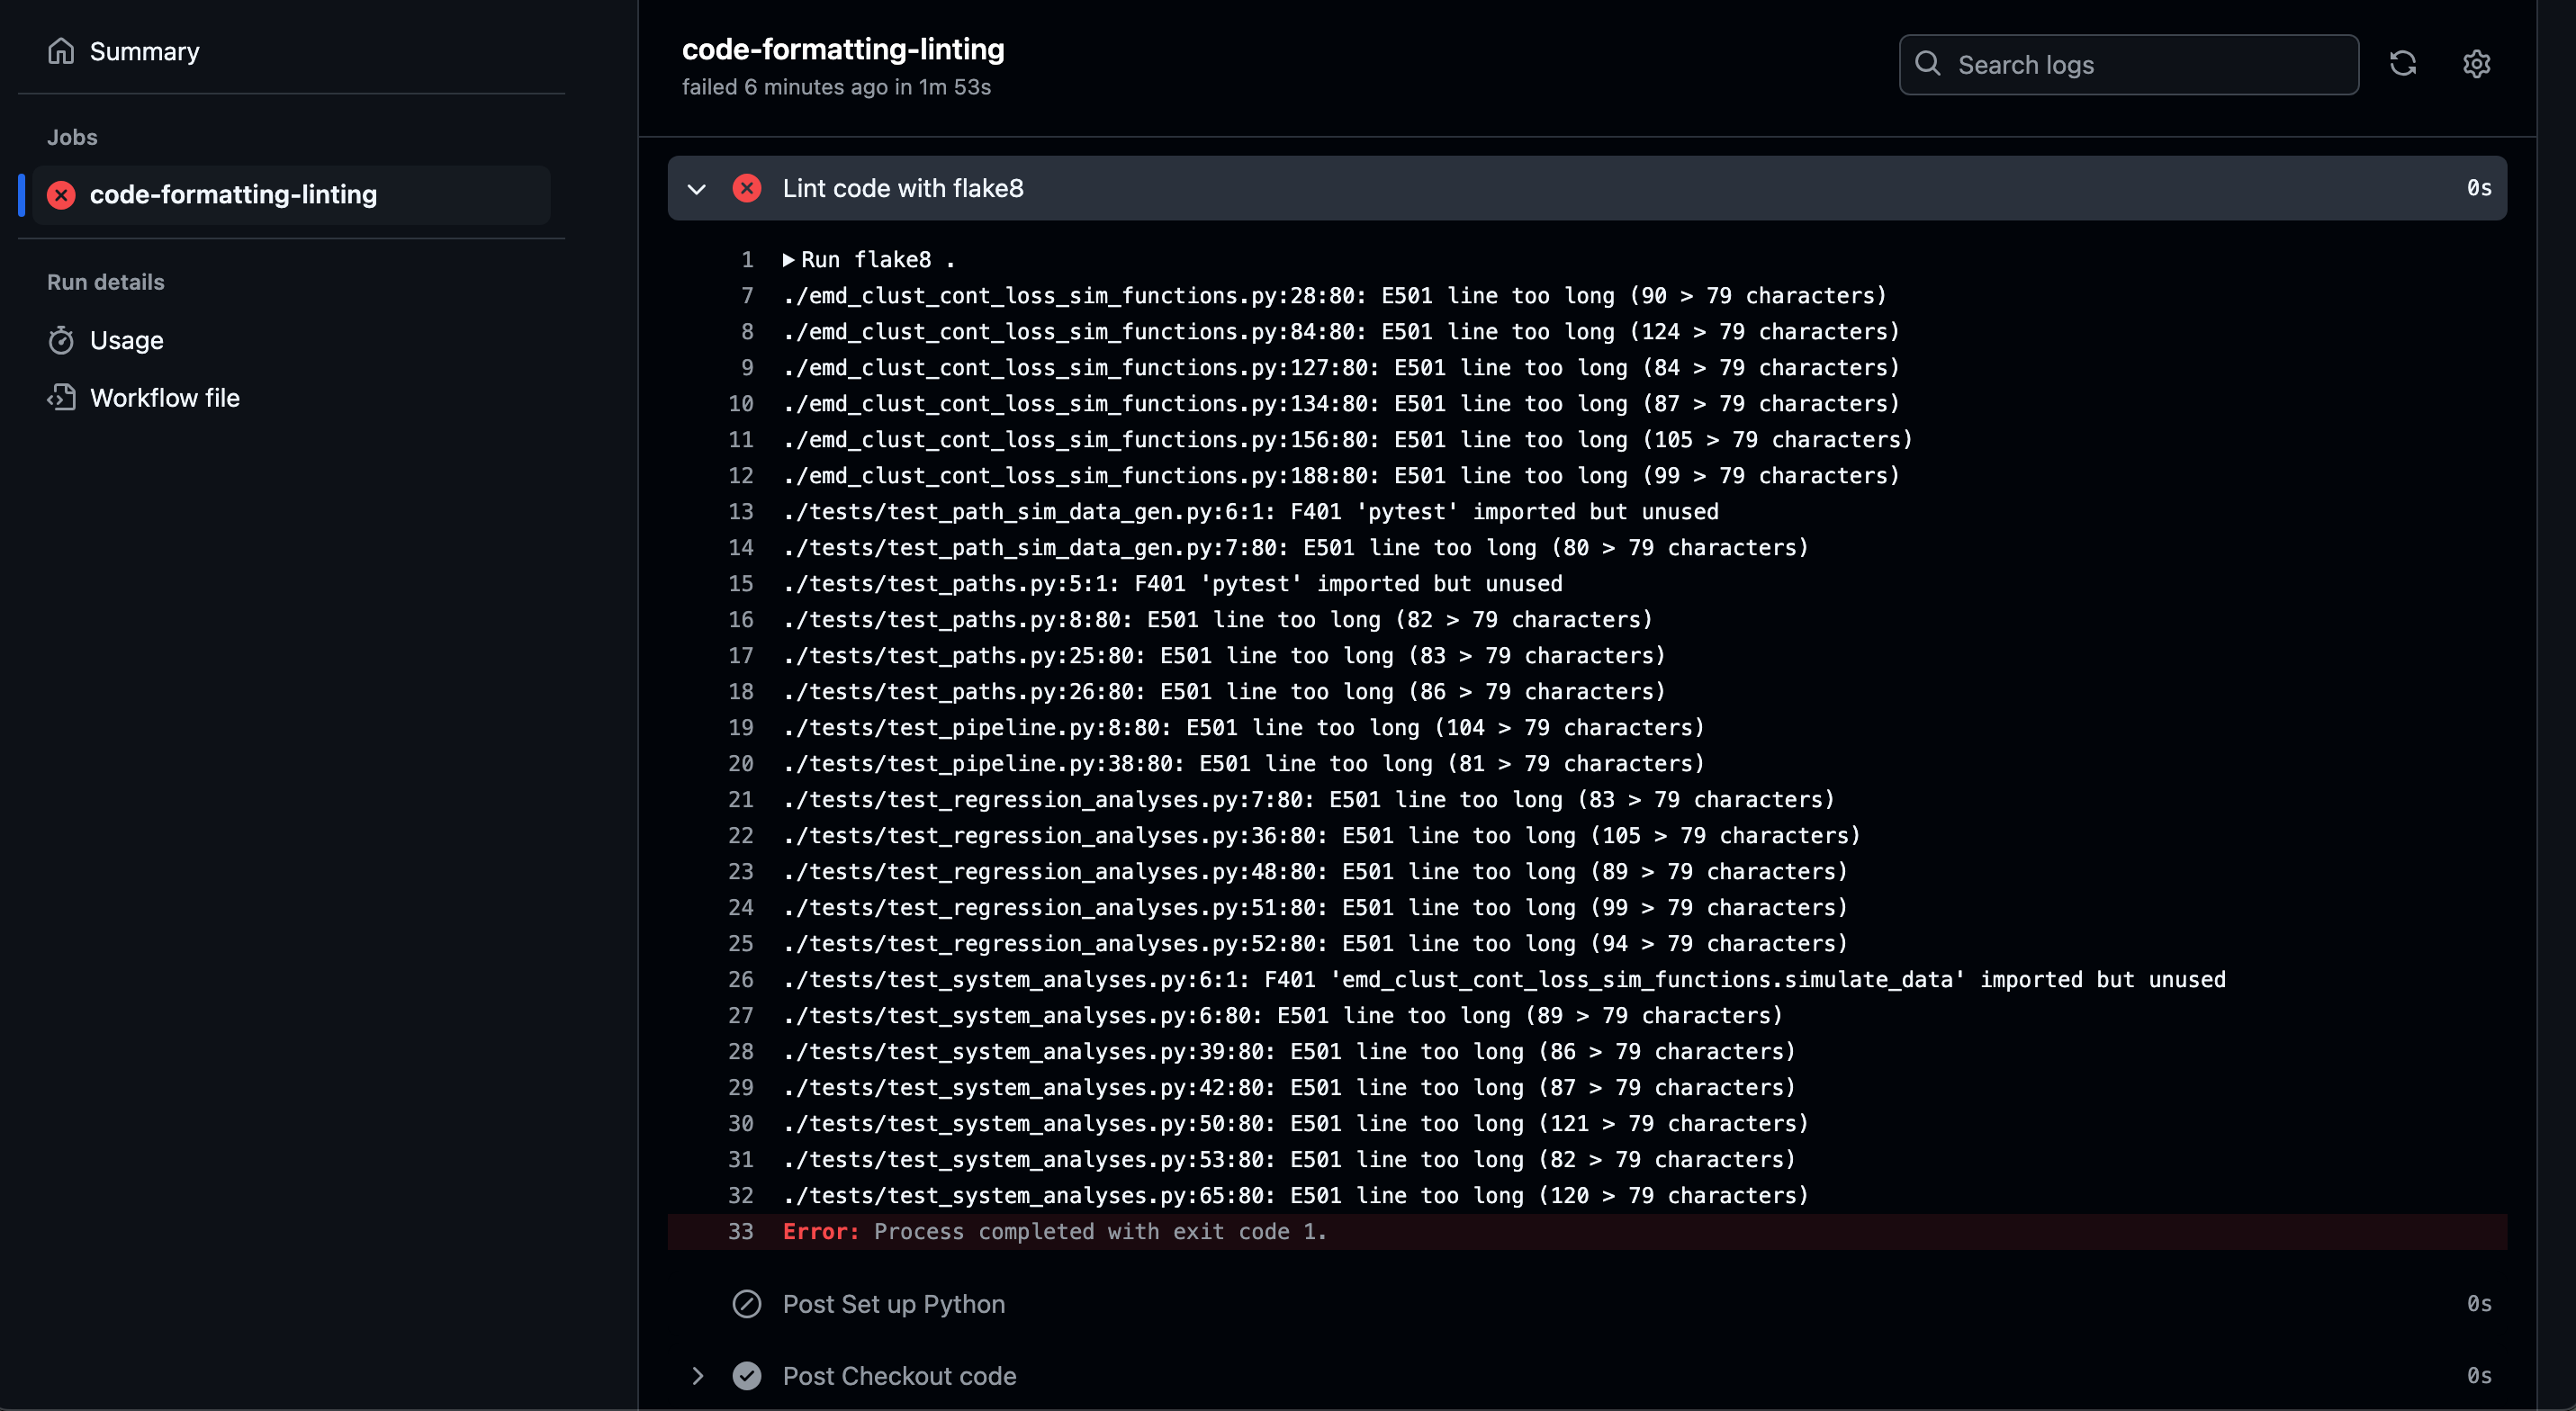 Summary
Jobs
code-formatting-linting
Run details
Usage
Workflow file
code-formatting-linting
failed 6 minutes ago in 1m 53s
Search logs
Lint code with flake8 0s
1 Run flake8 .
7 ./emd_clust_cont_loss_sim_functions.py:28:80: E501 line too long (90 > 79 characters)
8 ./emd_clust_cont_loss_sim_functions.py:84:80: E501 line too long (124 > 79 characters)
9 ./emd_clust_cont_loss_sim_functions.py:127:80: E501 line too long (84 > 79 characters)
10 ./emd_clust_cont_loss_sim_functions.py:134:80: E501 line too long (87 > 79 characters)
11 ./emd_clust_cont_loss_sim_functions.py:156:80: E501 line too long (105 > 79 characters)
12 ./emd_clust_cont_loss_sim_functions.py:188:80: E501 line too long (99 > 79 characters)
13 ./tests/test_path_sim_data_gen.py:6:1: F401 'pytest' imported but unused
14 ./tests/test_path_sim_data_gen.py:7:80: E501 line too long (80 > 79 characters)
15 ./tests/test_paths.py:5:1: F401 'pytest' imported but unused
16 ./tests/test_paths.py:8:80: E501 line too long (82 > 79 characters)
17 ./tests/test_paths.py:25:80: E501 line too long (83 > 79 characters)
18 ./tests/test_paths.py:26:80: E501 line too long (86 > 79 characters)
19 ./tests/test_pipeline.py:8:80: E501 line too long (104 > 79 characters)
20 ./tests/test_pipeline.py:38:80: E501 line too long (81 > 79 characters)
21 ./tests/test_regression_analyses.py:7:80: E501 line too long (83 > 79 characters)
22 ./tests/test_regression_analyses.py:36:80: E501 line too long (105 > 79 characters)
23 ./tests/test_regression_analyses.py:48:80: E501 line too long (89 > 79 characters)
24 ./tests/test_regression_analyses.py:51:80: E501 line too long (99 > 79 characters)
25 ./tests/test_regression_analyses.py:52:80: E501 line too long (94 > 79 characters)
26 ./tests/test_system_analyses.py:6:1: F401 'emd_clust_cont_loss_sim_functions.simulate_data' imported but unused
27 ./tests/test_system_analyses.py:6:80: E501 line too long (89 > 79 characters)
28 ./tests/test_system_analyses.py:39:80: E501 line too long (86 > 79 characters)
29 ./tests/test_system_analyses.py:42:80: E501 line too long (87 > 79 characters)
30 ./tests/test_system_analyses.py:50:80: E501 line too long (121 > 79 characters)
31 ./tests/test_system_analyses.py:53:80: E501 line too long (82 > 79 characters)
32 ./tests/test_system_analyses.py:65:80: E501 line too long (120 > 79 characters)
33 Error: Process completed with exit code 1.
Post Set up Python 0s
Post Checkout code 0s